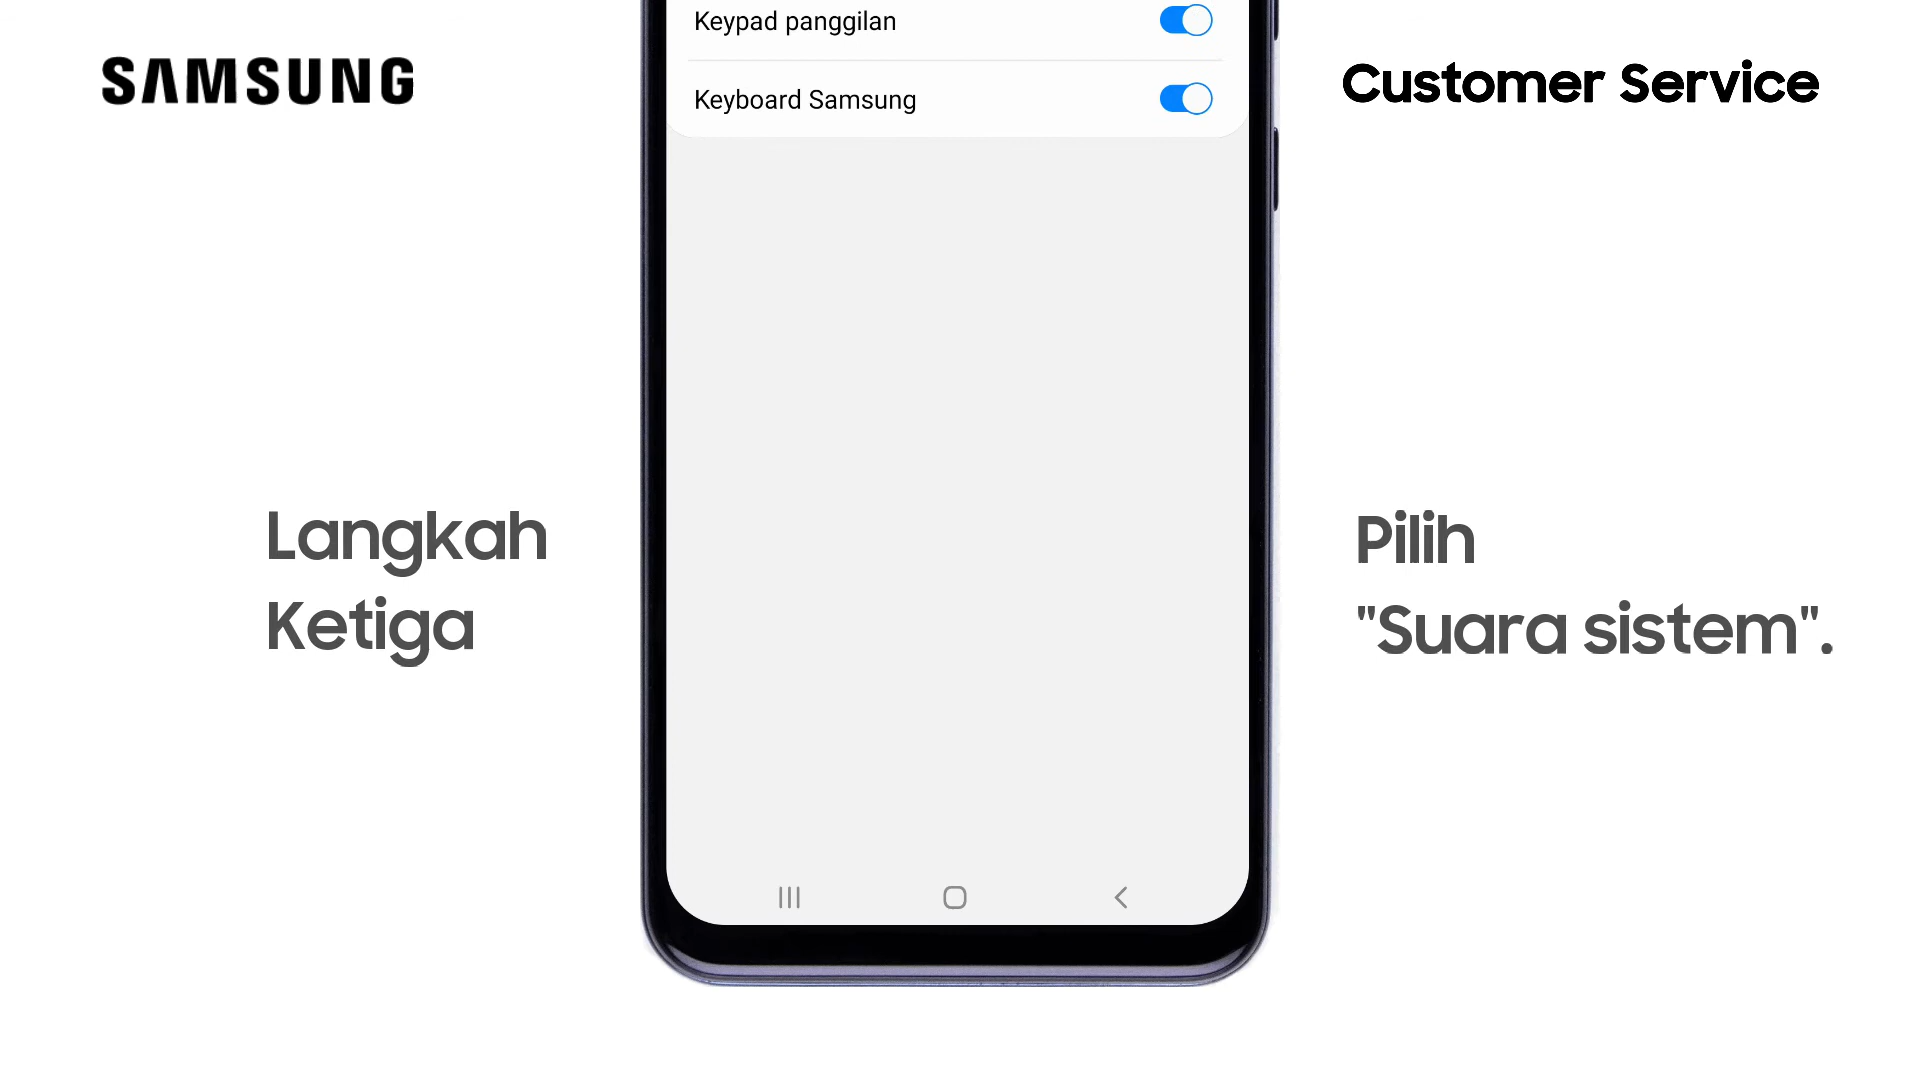 SAMSUNG
Customer Service
Keypad panggilan
Keyboard Samsung
Langkah
Ketiga
Pilih
"Suara sistem".